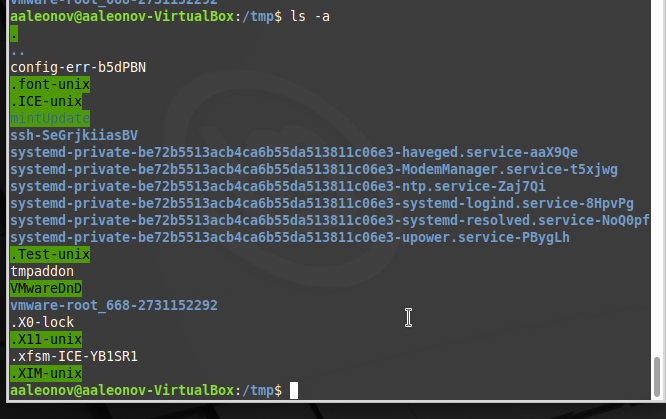 vmware-root_668-2731152292
aaleonov@aaleonov-VirtualBox:/tmp$ ls -a
.
..
config-err-b5dPBN
.font-unix
.ICE-unix
mintUpdate
ssh-SeGrjkiiasBV
systemd-private-be72b5513acb4ca6b55da513811c06e3-haveged.service-aaX9Qe
systemd-private-be72b5513acb4ca6b55da513811c06e3-ModemManager.service-t5xjwg
systemd-private-be72b5513acb4ca6b55da513811c06e3-ntp.service-Zaj7Qi
systemd-private-be72b5513acb4ca6b55da513811c06e3-systemd-logind.service-8HpvPg
systemd-private-be72b5513acb4ca6b55da513811c06e3-systemd-resolved.service-NoQ0pf
systemd-private-be72b5513acb4ca6b55da513811c06e3-upower.service-PBygLh
.Test-unix
tmpaddon
VMwareDnD
vmware-root_668-2731152292
.X0-lock
.X11-unix
.xfsm-ICE-YB1SR1
.XIM-unix
aaleonov@aaleonov-VirtualBox:/tmp$